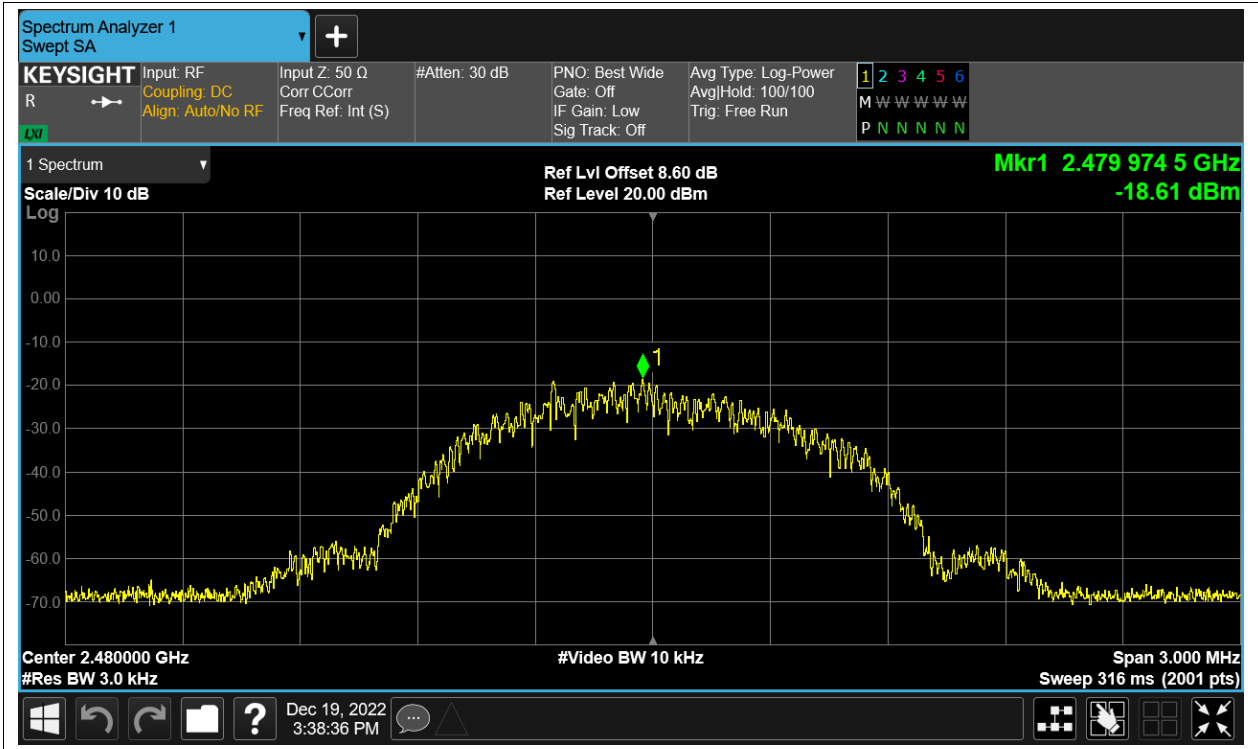 Spectrum Analyzer 1
Swept SA
KEYSIGHT
R
LXI
Input: RF
Coupling: DC
Align: Auto/No RF
Input Z: 50 Ω
Corr CCorr
Freq Ref: Int (S)
#Atten: 30 dB
PNO: Best Wide
Gate: Off
IF Gain: Low
Sig Track: Off
Avg Type: Log-Power
Avg|Hold: 100/100
Trig: Free Run
1 2 3 4 5 6
M W W W W W
P N N N N N
1 Spectrum
Scale/Div 10 dB
Log
Ref Lvl Offset 8.60 dB
Ref Level 20.00 dBm
Mkr1 2.479 974 5 GHz
-18.61 dBm
10.0
0.00
-10.0
-20.0
-30.0
-40.0
-50.0
-60.0
-70.0
1
Center 2.480000 GHz
#Res BW 3.0 kHz
#Video BW 10 kHz
Span 3.000 MHz
Sweep 316 ms (2001 pts)
?
Dec 19, 2022
3:38:36 PM